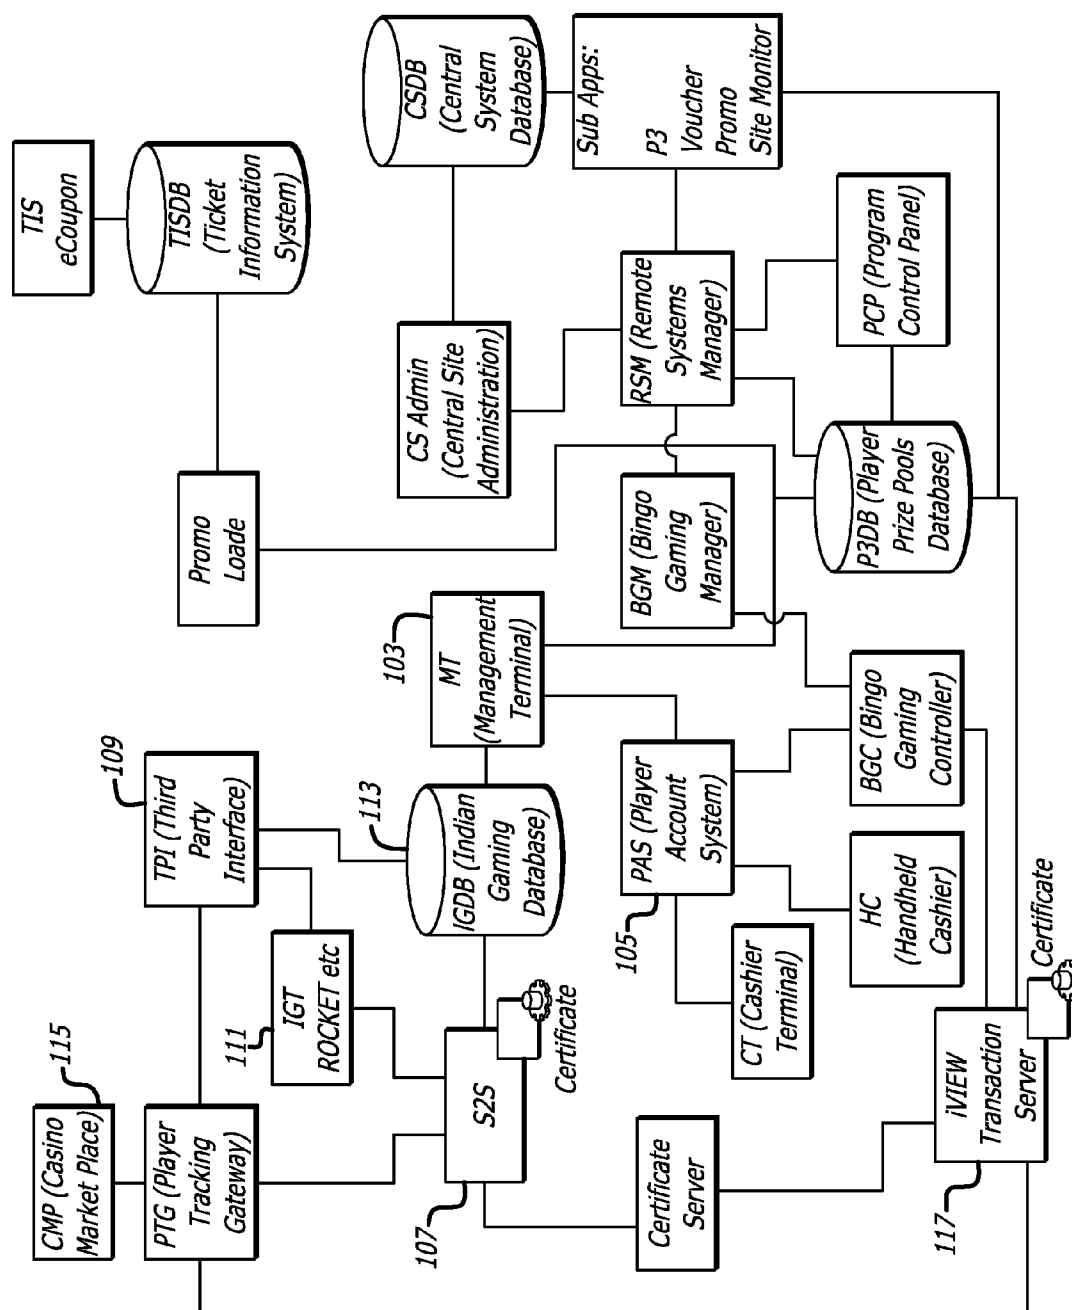 CMP (Casino
Market Place)
115
PTG (Player
Tracking
Gateway)
TPI (Third
Party
Interface)
109
IGT
ROCKET etc
111
S2S
107
Certificate
IGDB (Indian
Gaming
Database)
113
MT
(Management
Terminal)
103
Promo
Loade
TISDB
(Ticket
Information
System)
TIS
eCoupon
CS Admin
(Central Site
Administration)
CSDB
(Central
System
Database)
Certificate
Server
CT (Cashier
Terminal)
PAS (Player
Account
System)
105
BGM (Bingo
Gaming
Manager)
RSM (Remote
Systems
Manager)
Sub Apps:
P3
Voucher
Promo
Site Monitor
HC
(Handheld
Cashier)
BGC (Bingo
Gaming
Controller)
P3DB (Player
Prize Pools
Database)
PCP (Program
Control Panel)
iVIEW
Transaction
Server
117
Certificate